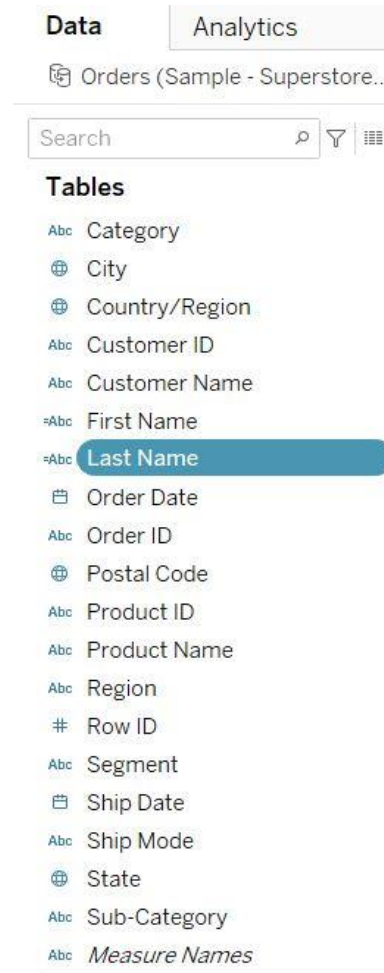 Data Analytics
Orders (Sample - Superstore..
Search
Tables
Abc Category
City
Country/Region
Abc Customer ID
Abc Customer Name
=Abc First Name
=Abc Last Name
Order Date
Abc Order ID
Postal Code
Abc Product ID
Abc Product Name
Abc Region
# Row ID
Abc Segment
Ship Date
Abc Ship Mode
State
Abc Sub-Category
Abc Measure Names